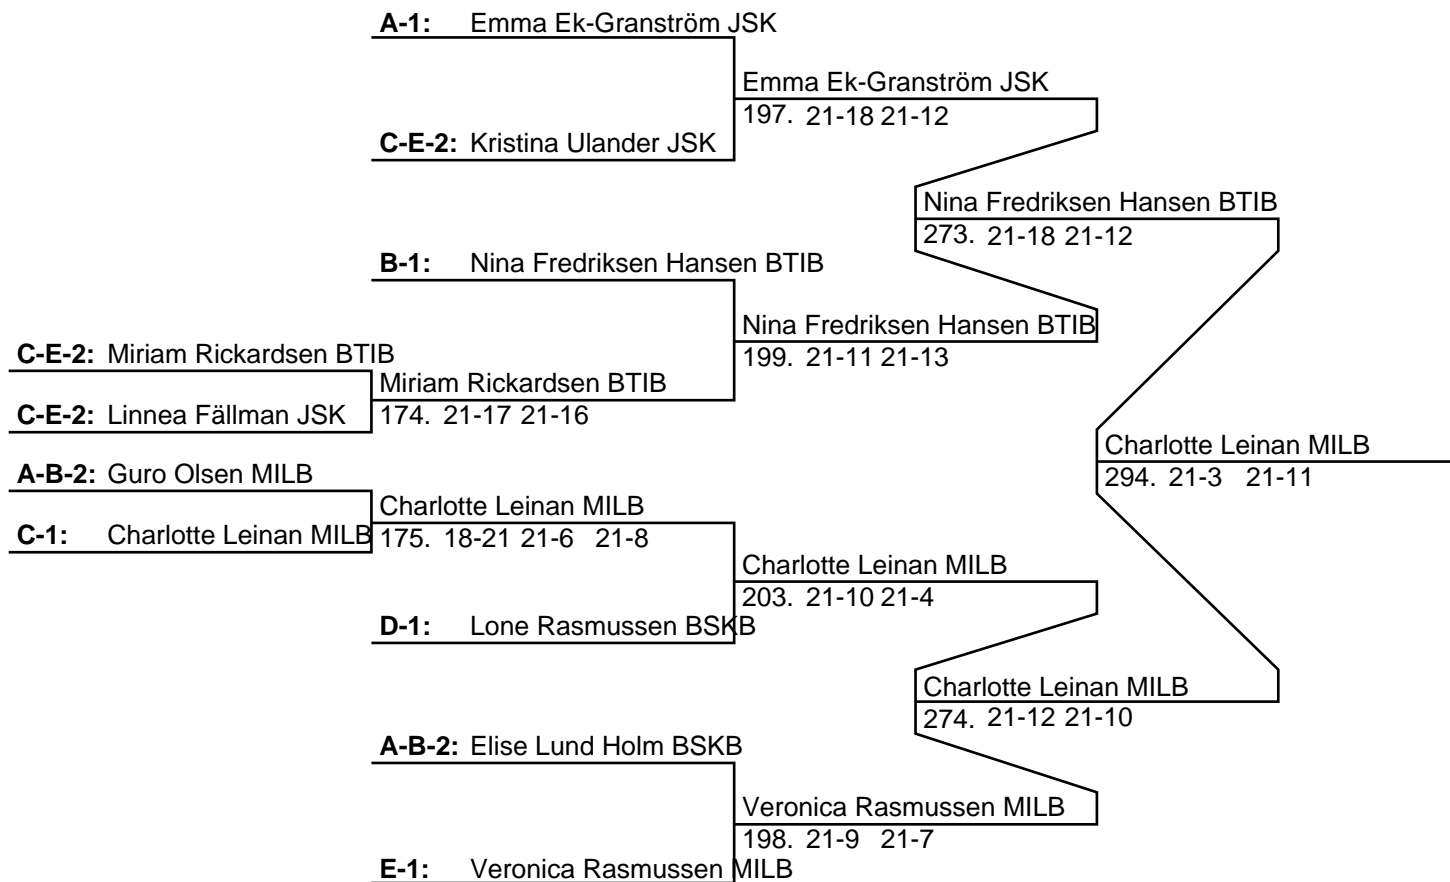 A-1: Emma Ek-Granström JSK
Emma Ek-Granström JSK
197. 21-18 21-12
C-E-2: Kristina Ulander JSK
Nina Fredriksen Hansen BTIB
273. 21-18 21-12
B-1: Nina Fredriksen Hansen BTIB
Nina Fredriksen Hansen BTIB
199. 21-11 21-13
C-E-2: Miriam Rickardsen BTIB
Miriam Rickardsen BTIB
174. 21-17 21-16
C-E-2: Linnea Fällman JSK
Charlotte Leinan MILB
294. 21-3 21-11
A-B-2: Guro Olsen MILB
Charlotte Leinan MILB
175. 18-21 21-6 21-8
C-1: Charlotte Leinan MILB
Charlotte Leinan MILB
203. 21-10 21-4
D-1: Lone Rasmussen BSKB
Charlotte Leinan MILB
274. 21-12 21-10
A-B-2: Elise Lund Holm BSKB
Veronica Rasmussen MILB
198. 21-9 21-7
E-1: Veronica Rasmussen MILB